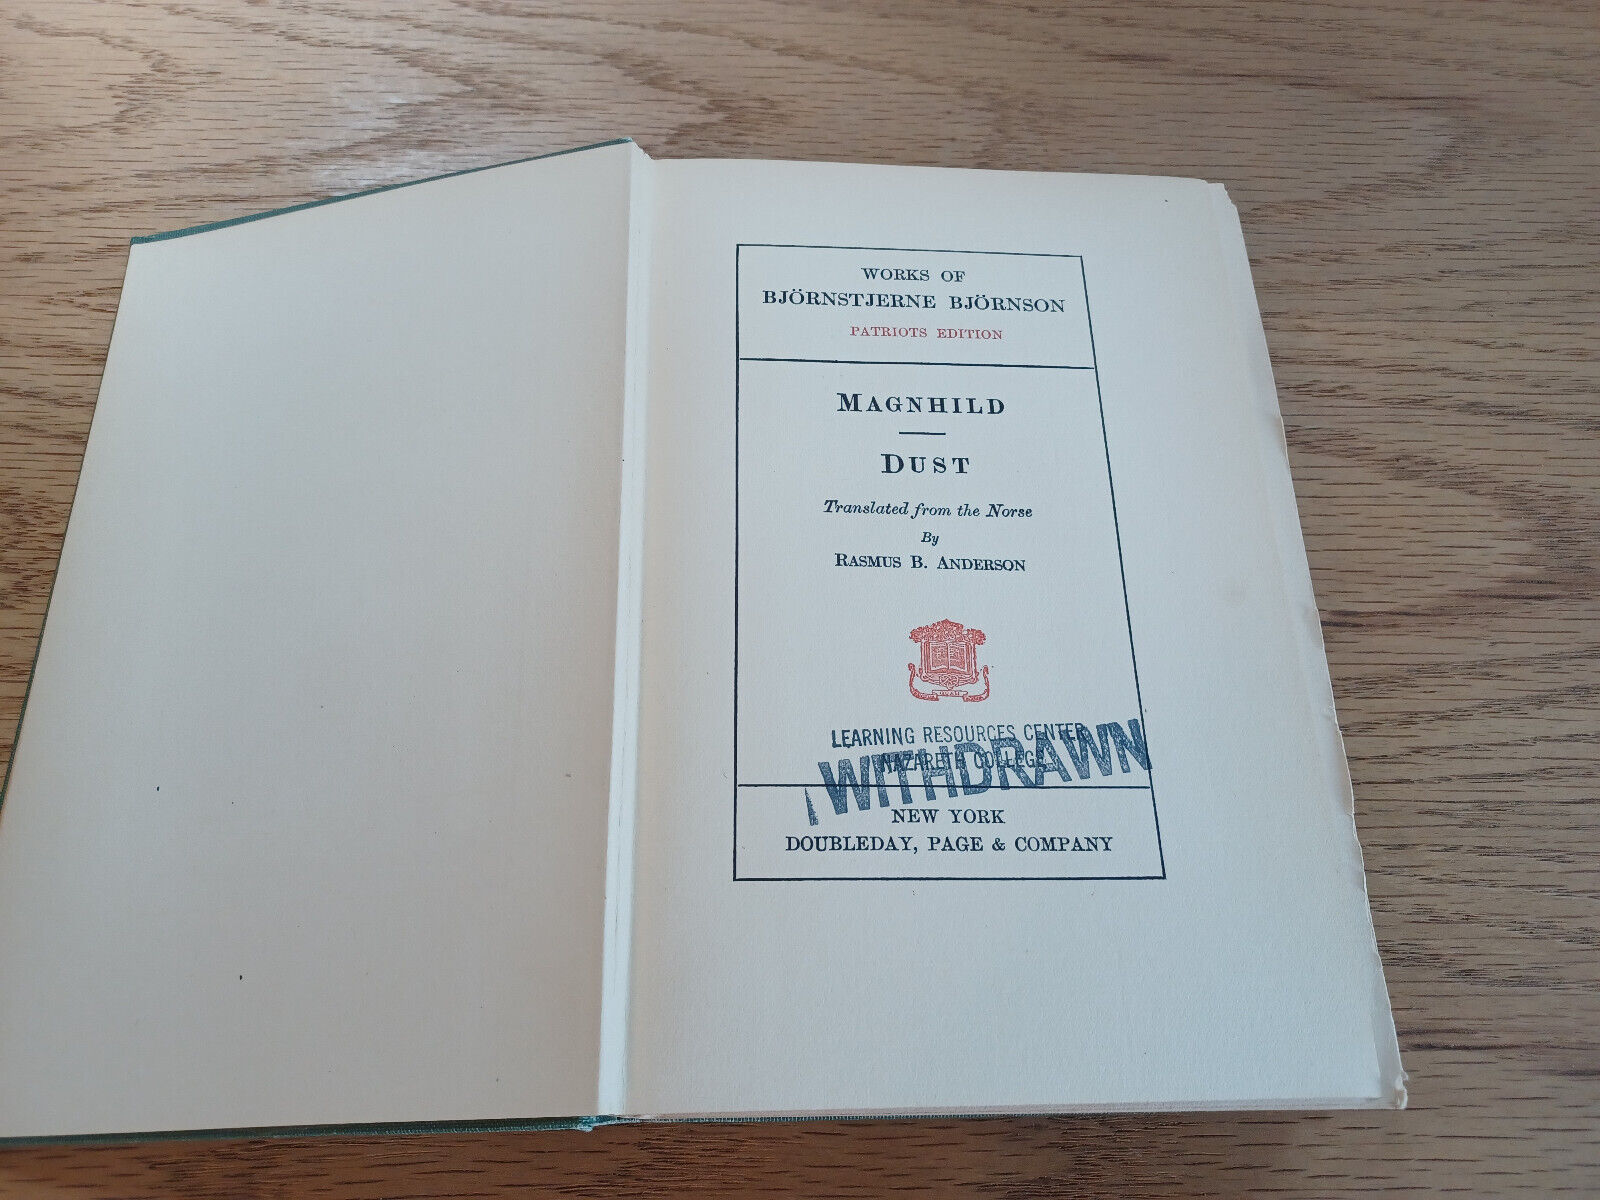 WORKS OF
BJÖRNSTJERNE BJÖRNSON
PATRIOTS EDITION
MAGNHILD
DUST
Translated from the Norse
By
RASMUS B. ANDERSON
LEARNING RESOURCES CENTER
NAZARETH COLLEGE
WITHDRAWN
NEW YORK
DOUBLEDAY, PAGE & COMPANY